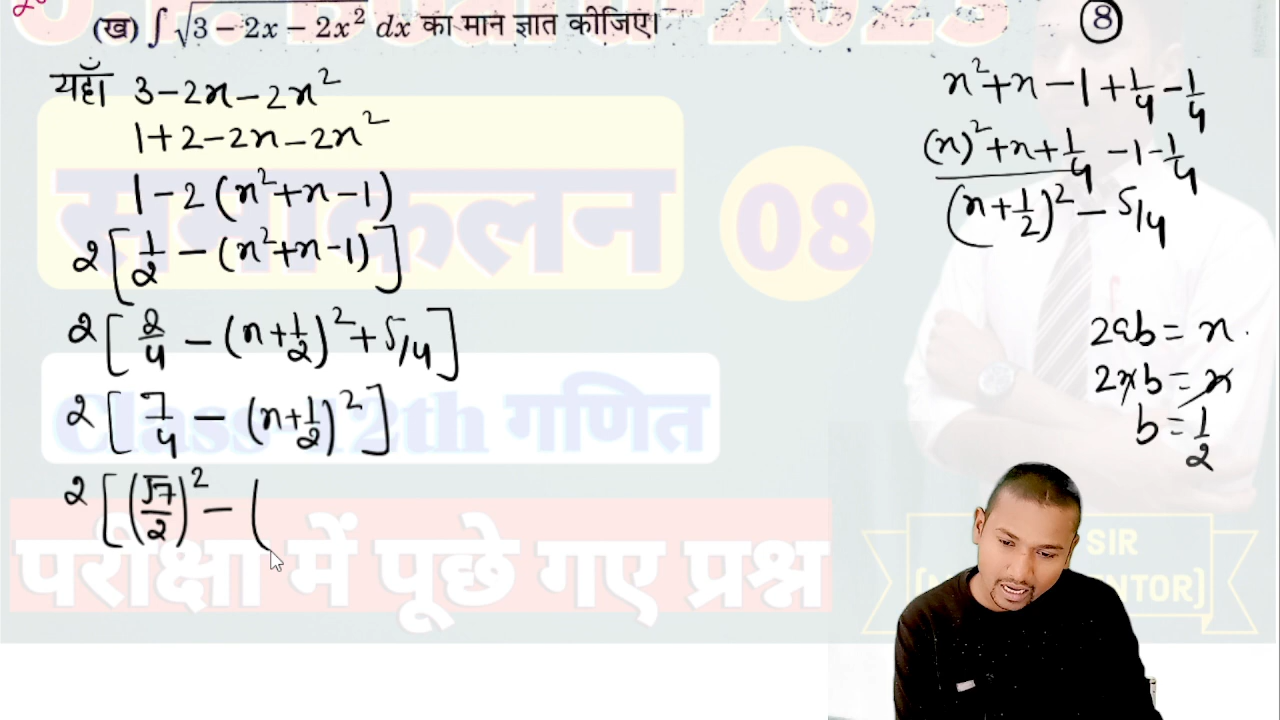 (ख) ∫ √3 − 2x − 2x² dx का मान ज्ञात कीजिए।
8
यहाँ 3−2x−2x²
1+2−2x−2x²
1−2(x²+x−1)
2[1/2 − (x²+x−1)]
2[2/4 − (x+1/2)²+5/4]
2[7/4 − (x+1/2)²]
2[(√7/2)² − (
x²+x−1+1/4−1/4
(x)²+x+1/4 −1−1/4
(x+1/2)² − 5/4
2ab = x.
2xb = x
b = 1/2
समाकलन 08
Class 12th गणित
परीक्षा में पूछे गए प्रश्न
SIR